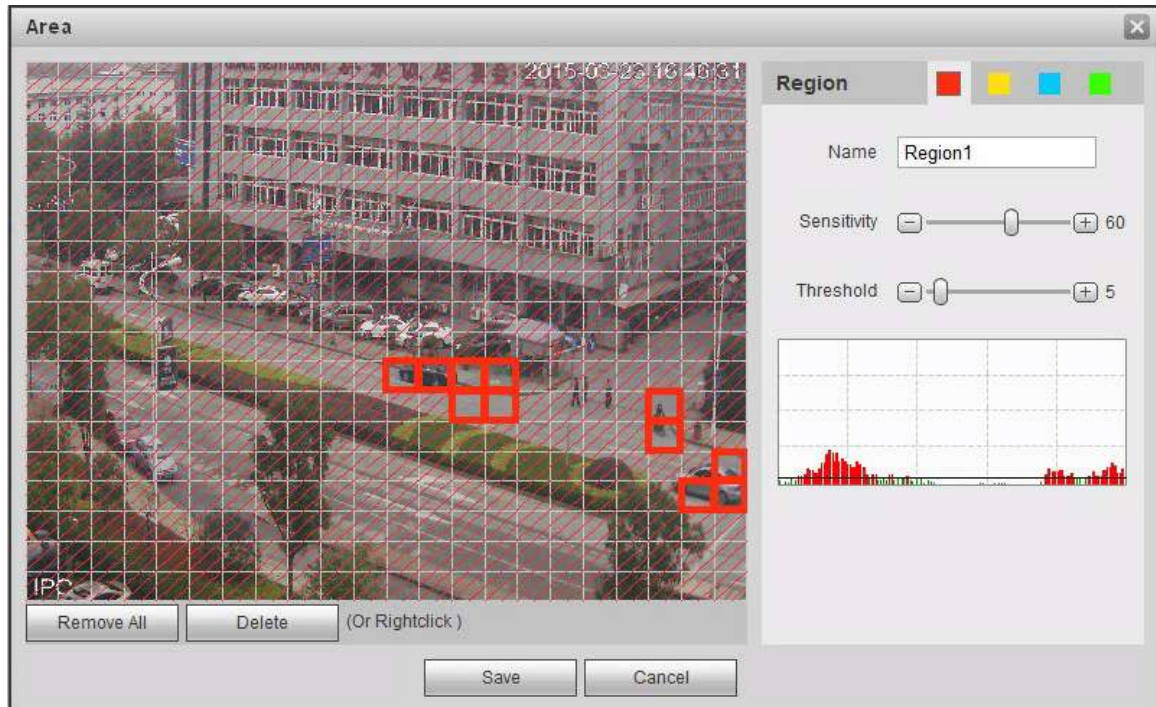 Area
2015-03-23 16:46:31
IPC
Region
Name
Region1
Sensitivity
60
Threshold
5
Remove All
Delete
(Or Rightclick )
Save
Cancel